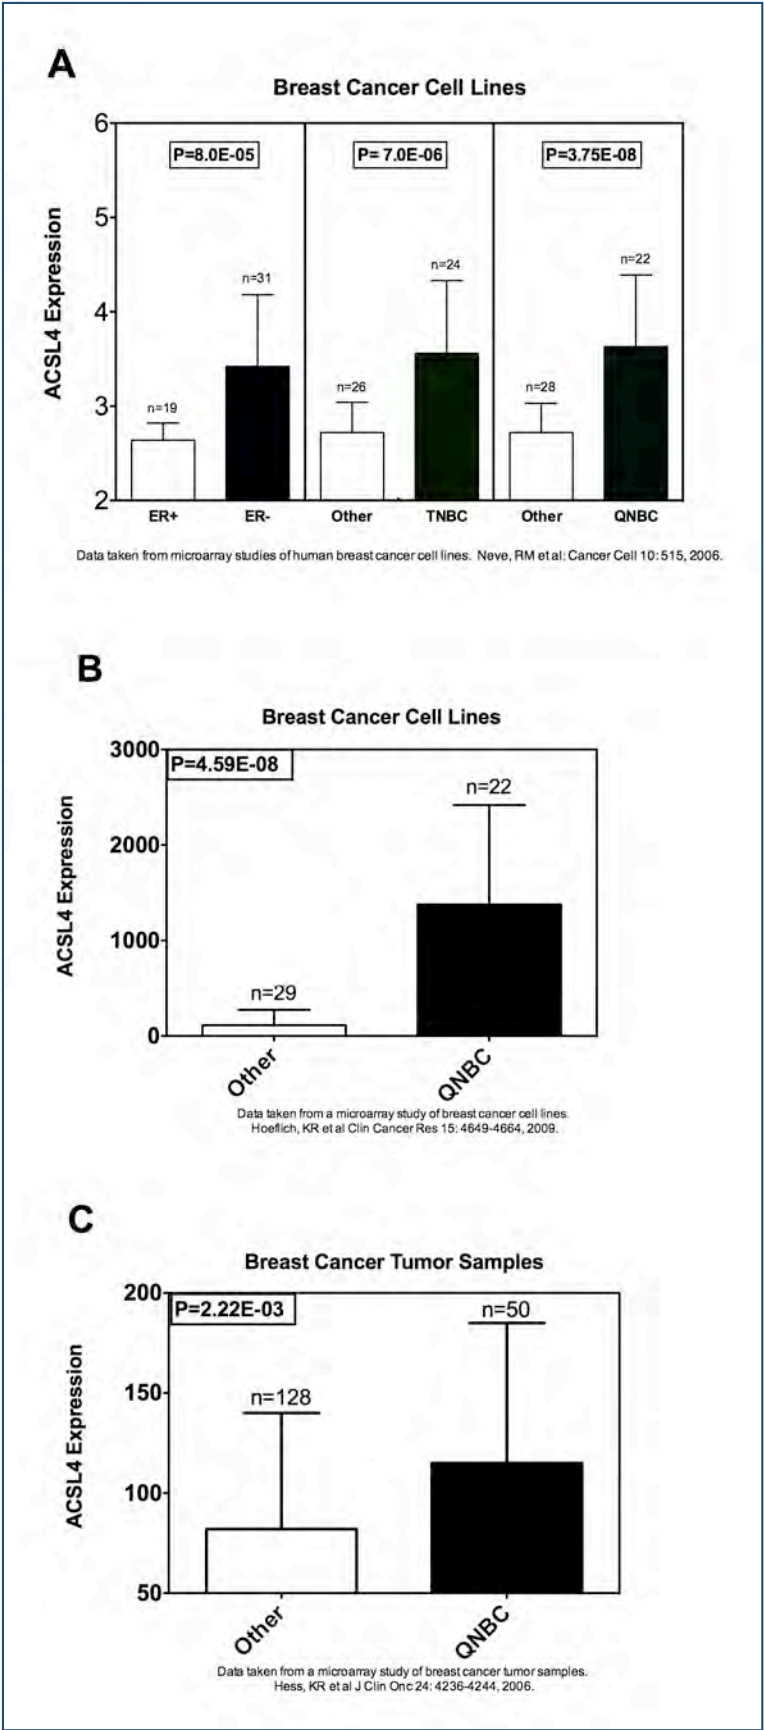 A
Breast Cancer Cell Lines
ACSL4 Expression
6
5
4
3
2
P=8.0E-05
P= 7.0E-06
P=3.75E-08
n=19
n=31
n=26
n=24
n=28
n=22
ER+ ER- Other TNBC Other QNBC
Data taken from microarray studies of human breast cancer cell lines. Neve, RM et al: Cancer Cell 10: 515, 2006.
B
Breast Cancer Cell Lines
ACSL4 Expression
3000
2000
1000
0
P=4.59E-08
n=29
n=22
Other QNBC
Data taken from a microarray study of breast cancer cell lines.
Hoeflich, KR et al Clin Cancer Res 15: 4649-4664, 2009.
C
Breast Cancer Tumor Samples
ACSL4 Expression
200
150
100
50
P=2.22E-03
n=128
n=50
Other QNBC
Data taken from a microarray study of breast cancer tumor samples.
Hess, KR et al J Clin Onc 24: 4236-4244, 2006.